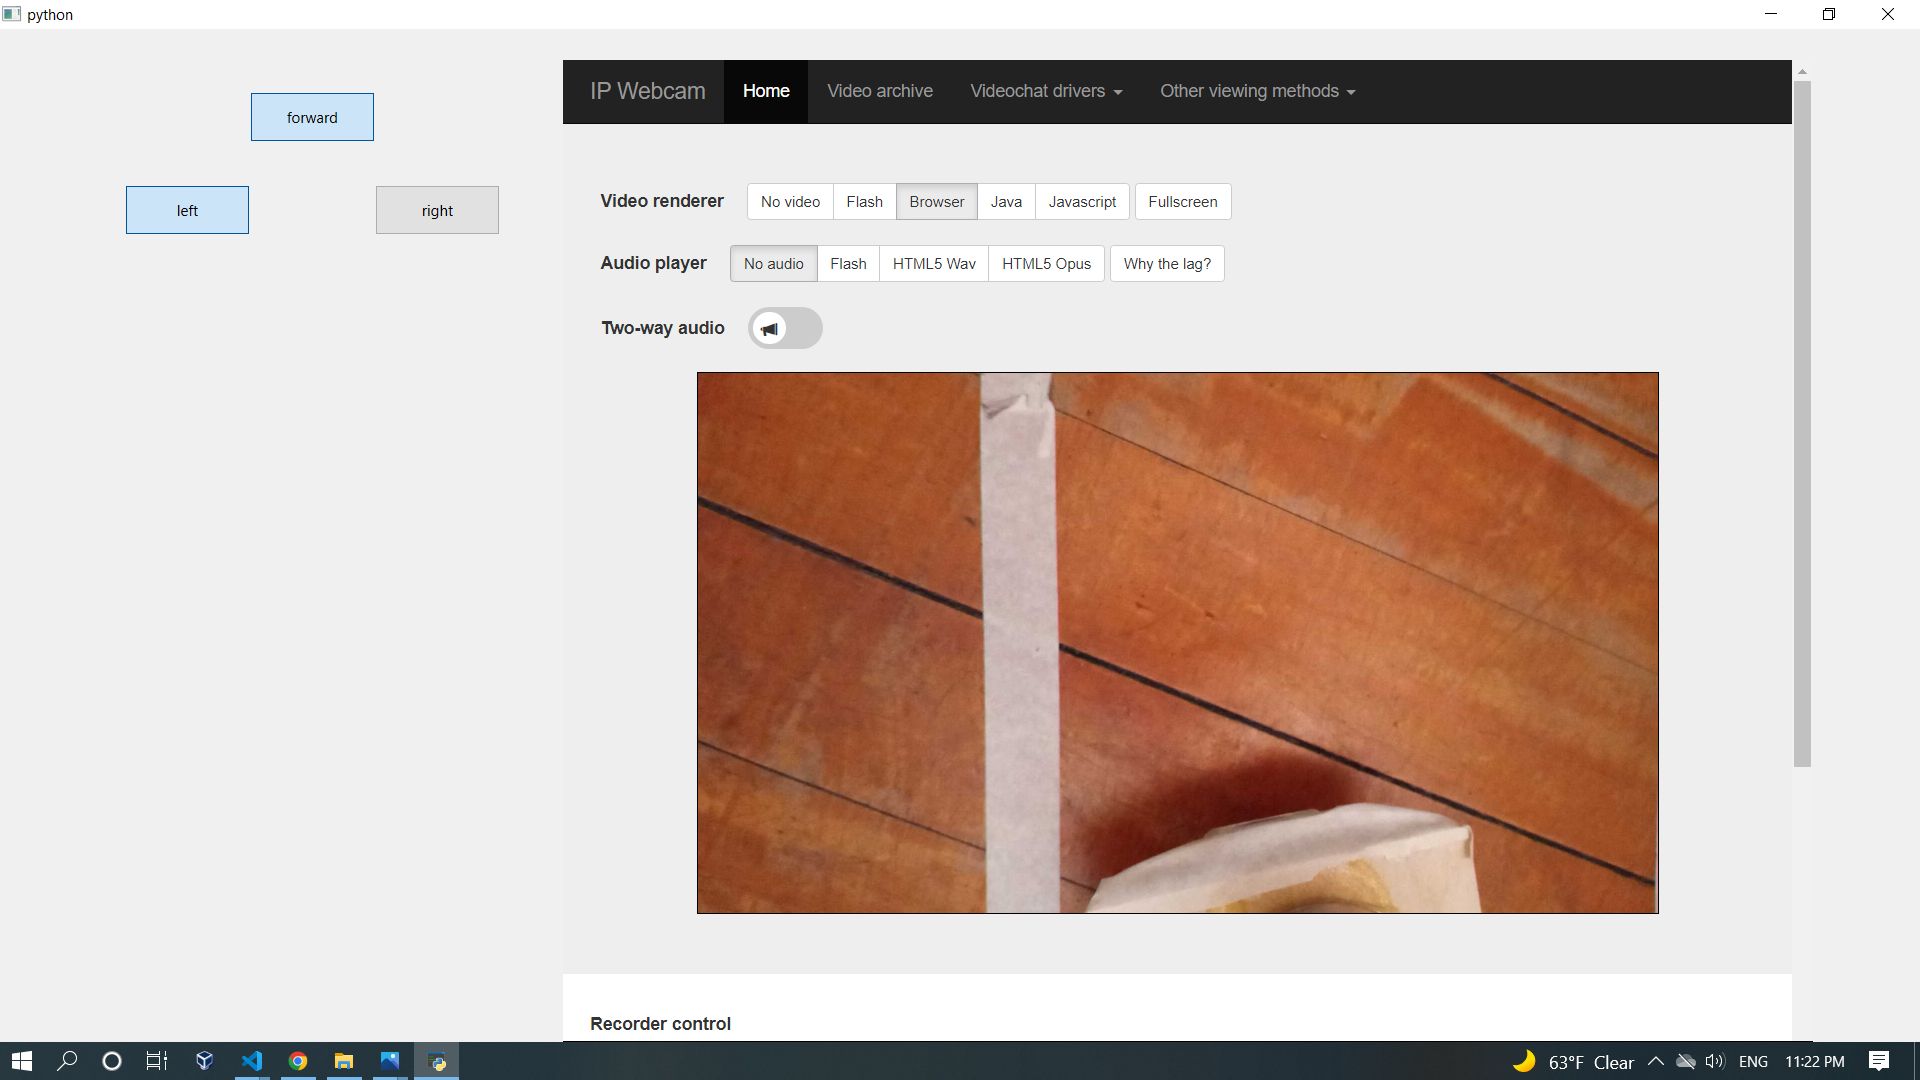 python
forward
left right
IP Webcam Home Video archive Videochat drivers Other viewing methods
Video renderer No video Flash Browser Java Javascript Fullscreen
Audio player No audio Flash HTML5 Wav HTML5 Opus Why the lag?
Two-way audio
Recorder control
63°F Clear ENG 11:22 PM